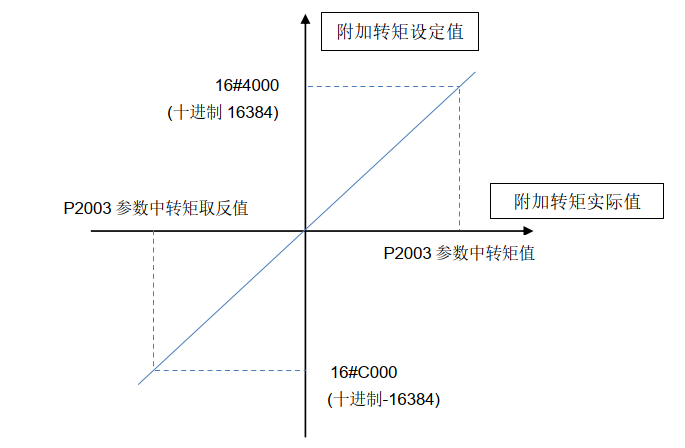 附加转矩设定值
16#4000
(十进制 16384)
附加转矩实际值
P2003 参数中转矩取反值
P2003 参数中转矩值
16#C000
(十进制-16384)